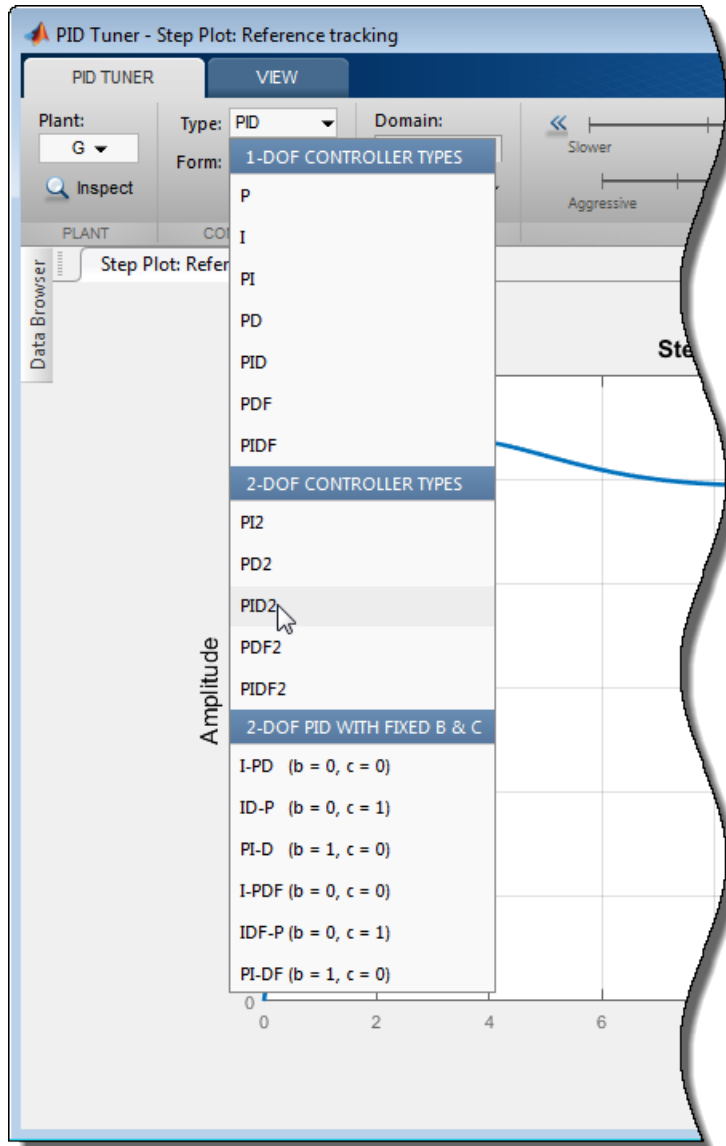 PID Tuner - Step Plot: Reference tracking
PID TUNER
VIEW
Plant:
G
Inspect
PLANT
Type: PID
Form:
Domain:
Slower
Aggressive
Step Plot: Refer
Data Browser
1-DOF CONTROLLER TYPES
P
I
PI
PD
PID
PDF
PIDF
2-DOF CONTROLLER TYPES
PI2
PD2
PID2
PDF2
PIDF2
2-DOF PID WITH FIXED B & C
I-PD (b = 0, c = 0)
ID-P (b = 0, c = 1)
PI-D (b = 1, c = 0)
I-PDF (b = 0, c = 0)
IDF-P (b = 0, c = 1)
PI-DF (b = 1, c = 0)
Amplitude
0
0 2 4 6